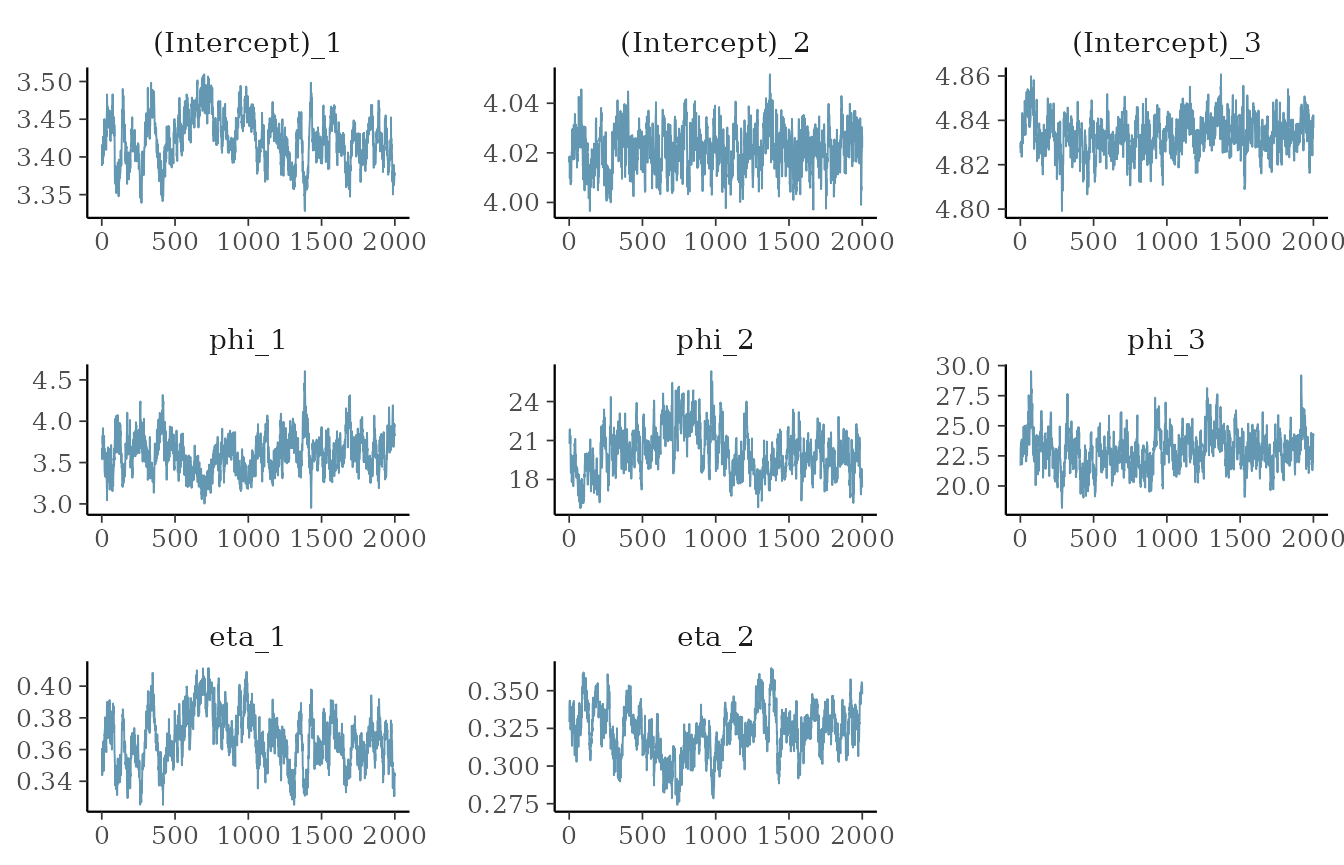 (Intercept)_1 (Intercept)_2 (Intercept)_3
3.50
3.45
3.40
3.35
0 500 1000 1500 2000
4.04
4.02
4.00
0 500 1000 1500 2000
4.86
4.84
4.82
4.80
0 500 1000 1500 2000
phi_1 phi_2 phi_3
4.5
4.0
3.5
3.0
0 500 1000 1500 2000
24
21
18
0 500 1000 1500 2000
30.0
27.5
25.0
22.5
20.0
0 500 1000 1500 2000
eta_1 eta_2
0.40
0.38
0.36
0.34
0 500 1000 1500 2000
0.350
0.325
0.300
0.275
0 500 1000 1500 2000